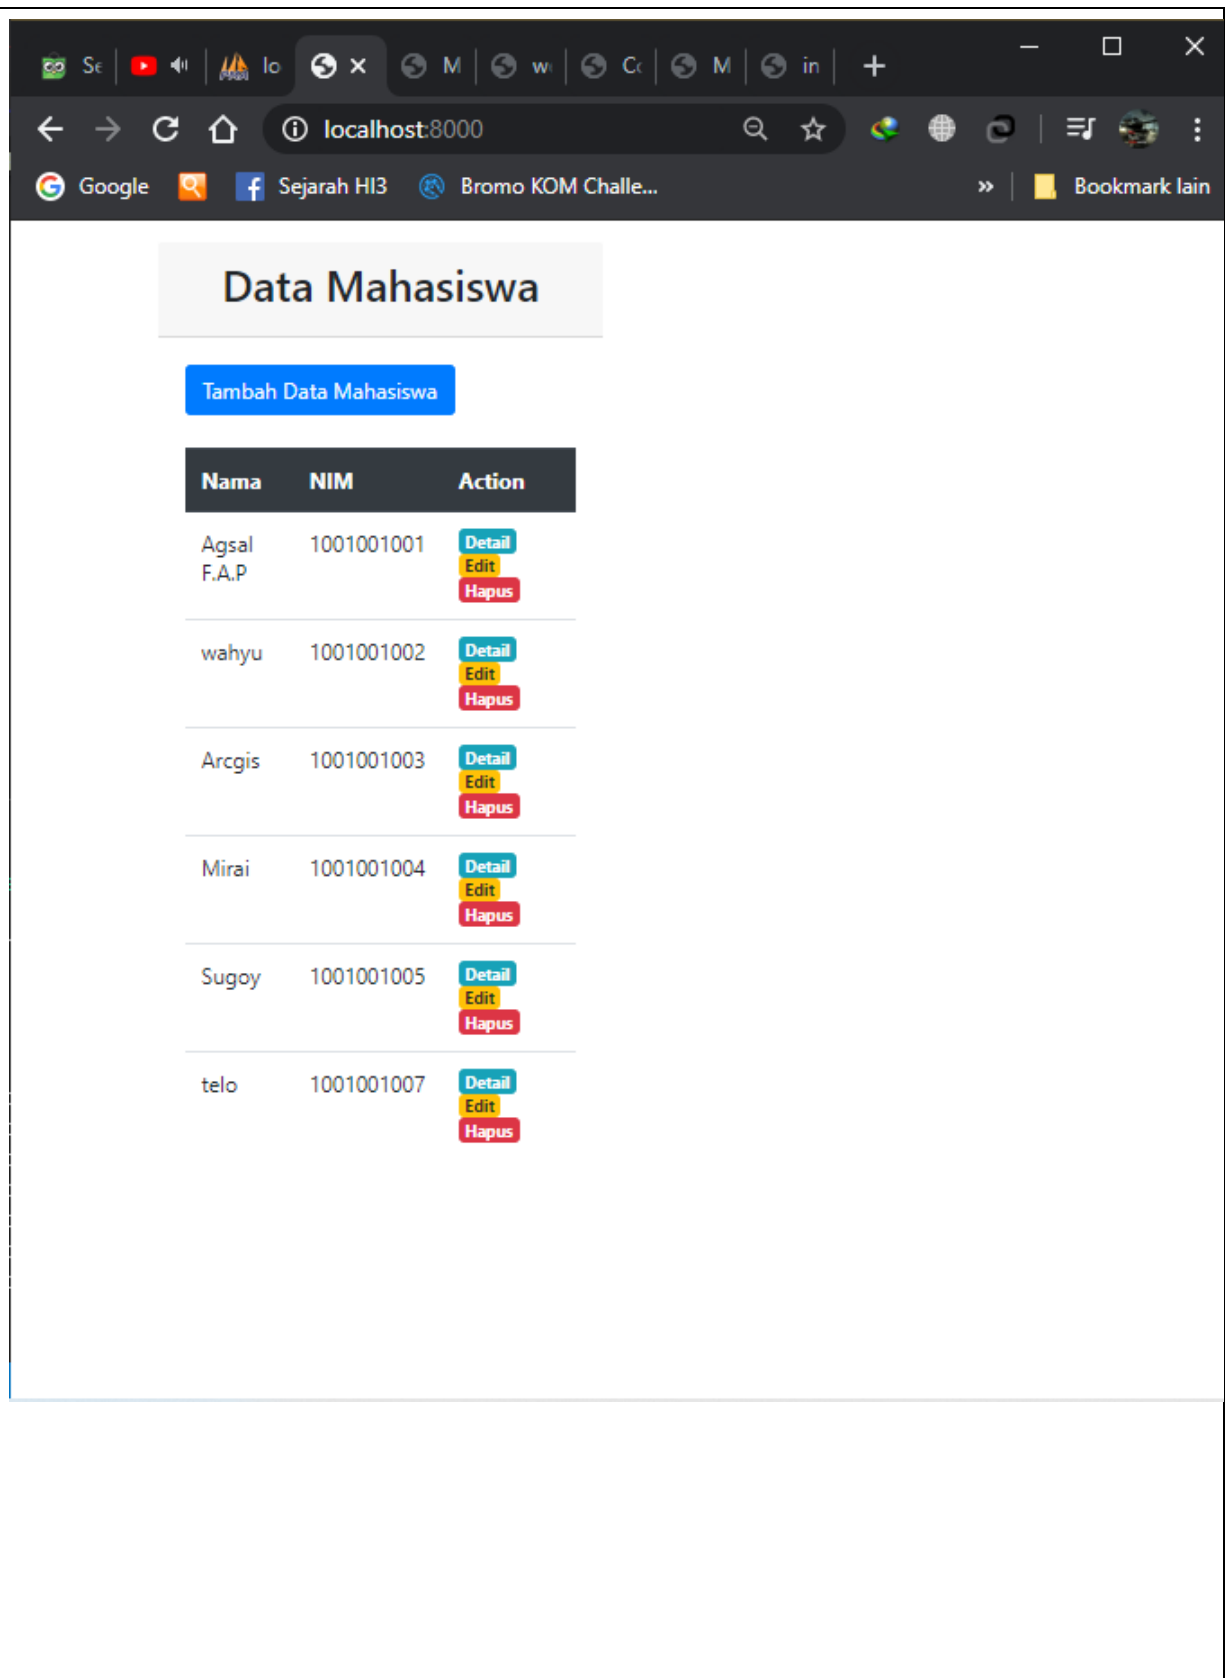 Se
lo
M
w
Co
M
in
localhost:8000
Google
Sejarah HI3
Bromo KOM Challe...
»
Bookmark lain
Data Mahasiswa
Tambah Data Mahasiswa
Nama NIM Action
Agsal F.A.P 1001001001 Detail
Edit
Hapus
wahyu 1001001002 Detail
Edit
Hapus
Arcgis 1001001003 Detail
Edit
Hapus
Mirai 1001001004 Detail
Edit
Hapus
Sugoy 1001001005 Detail
Edit
Hapus
telo 1001001007 Detail
Edit
Hapus